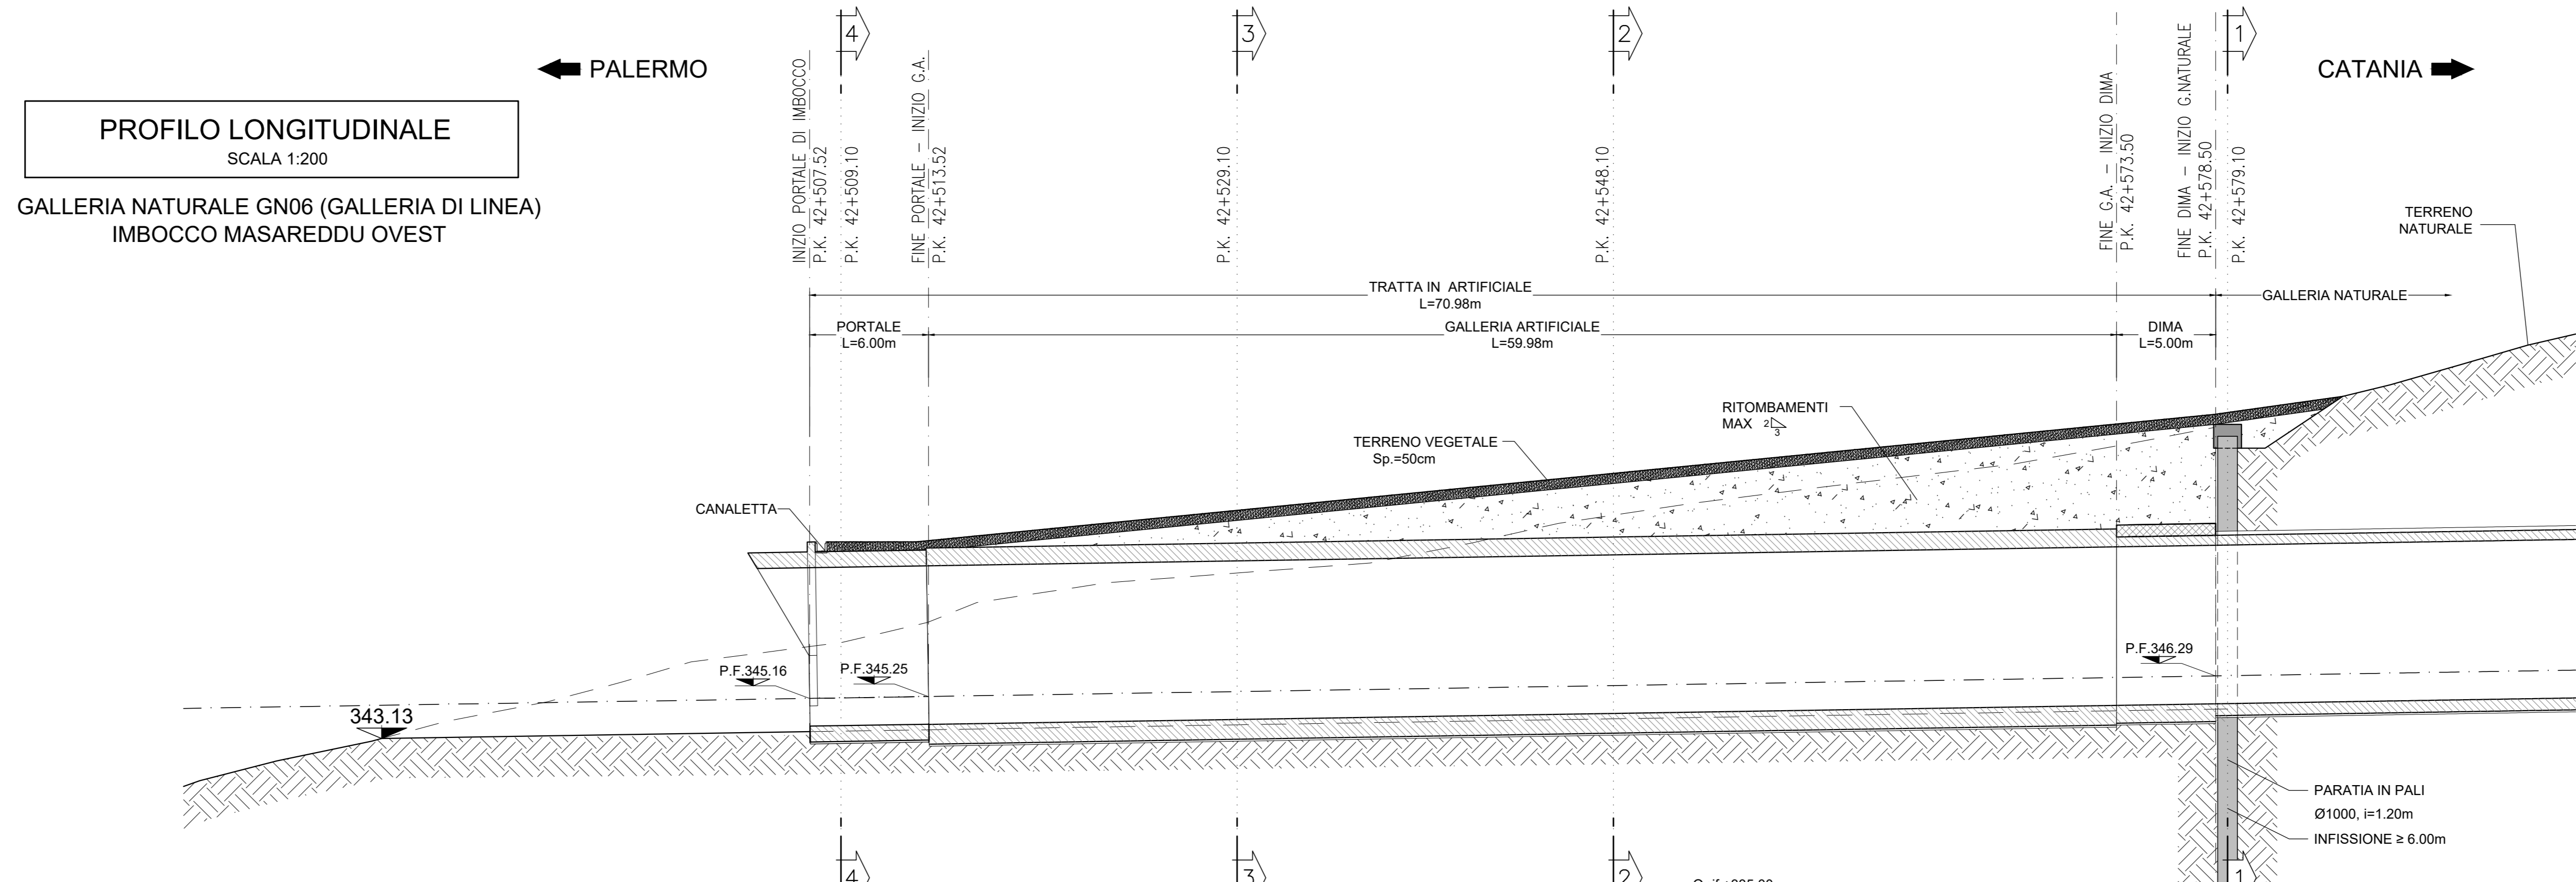 4
3
2
1
PALERMO
CATANIA
PROFILO LONGITUDINALE
SCALA 1:200
GALLERIA NATURALE GN06 (GALLERIA DI LINEA)
IMBOCCO MASAREDDU OVEST
INIZIO PORTALE DI IMBOCCO
P.K. 42+507.52
P.K. 42+509.10
FINE PORTALE – INIZIO G.A.
P.K. 42+513.52
P.K. 42+529.10
P.K. 42+548.10
FINE G.A. – INIZIO DIMA
P.K. 42+573.50
FINE DIMA – INIZIO G.NATURALE
P.K. 42+578.50
P.K. 42+579.10
TERRENO
NATURALE
TRATTA IN ARTIFICIALE
L=70.98m
GALLERIA NATURALE
PORTALE
L=6.00m
GALLERIA ARTIFICIALE
L=59.98m
DIMA
L=5.00m
RITOMBAMENTI
MAX 2
3
TERRENO VEGETALE
Sp.=50cm
CANALETTA
P.F.345.16
P.F.345.25
P.F.346.29
343.13
PARATIA IN PALI
Ø1000, i=1.20m
INFISSIONE ≥ 6.00m
4
3
2
1